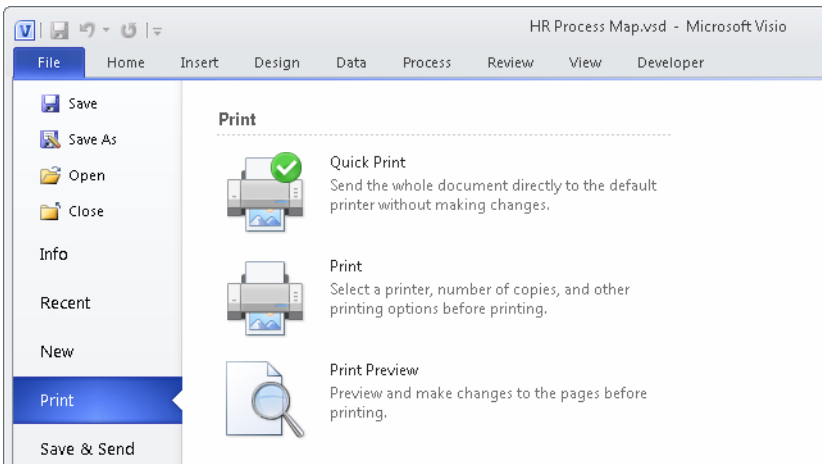 HR Process Map.vsd - Microsoft Visio
File Home Insert Design Data Process Review View Developer
Save
Save As
Open
Close
Info
Recent
New
Print
Save & Send
Print
Quick Print
Send the whole document directly to the default
printer without making changes.
Print
Select a printer, number of copies, and other
printing options before printing.
Print Preview
Preview and make changes to the pages before
printing.